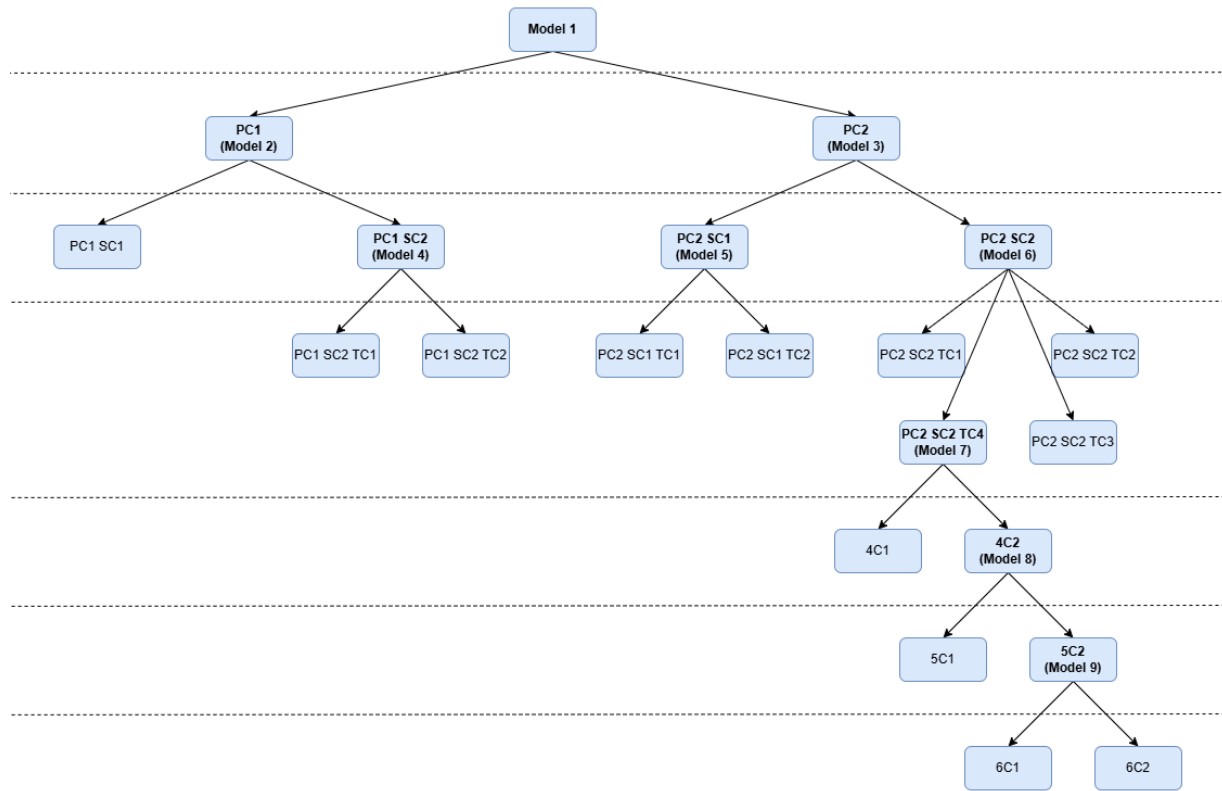 Model 1
PC1
(Model 2)
PC2
(Model 3)
PC1 SC1
PC1 SC2
(Model 4)
PC2 SC1
(Model 5)
PC2 SC2
(Model 6)
PC1 SC2 TC1
PC1 SC2 TC2
PC2 SC1 TC1
PC2 SC1 TC2
PC2 SC2 TC1
PC2 SC2 TC2
PC2 SC2 TC4
(Model 7)
PC2 SC2 TC3
4C1
4C2
(Model 8)
5C1
5C2
(Model 9)
6C1
6C2